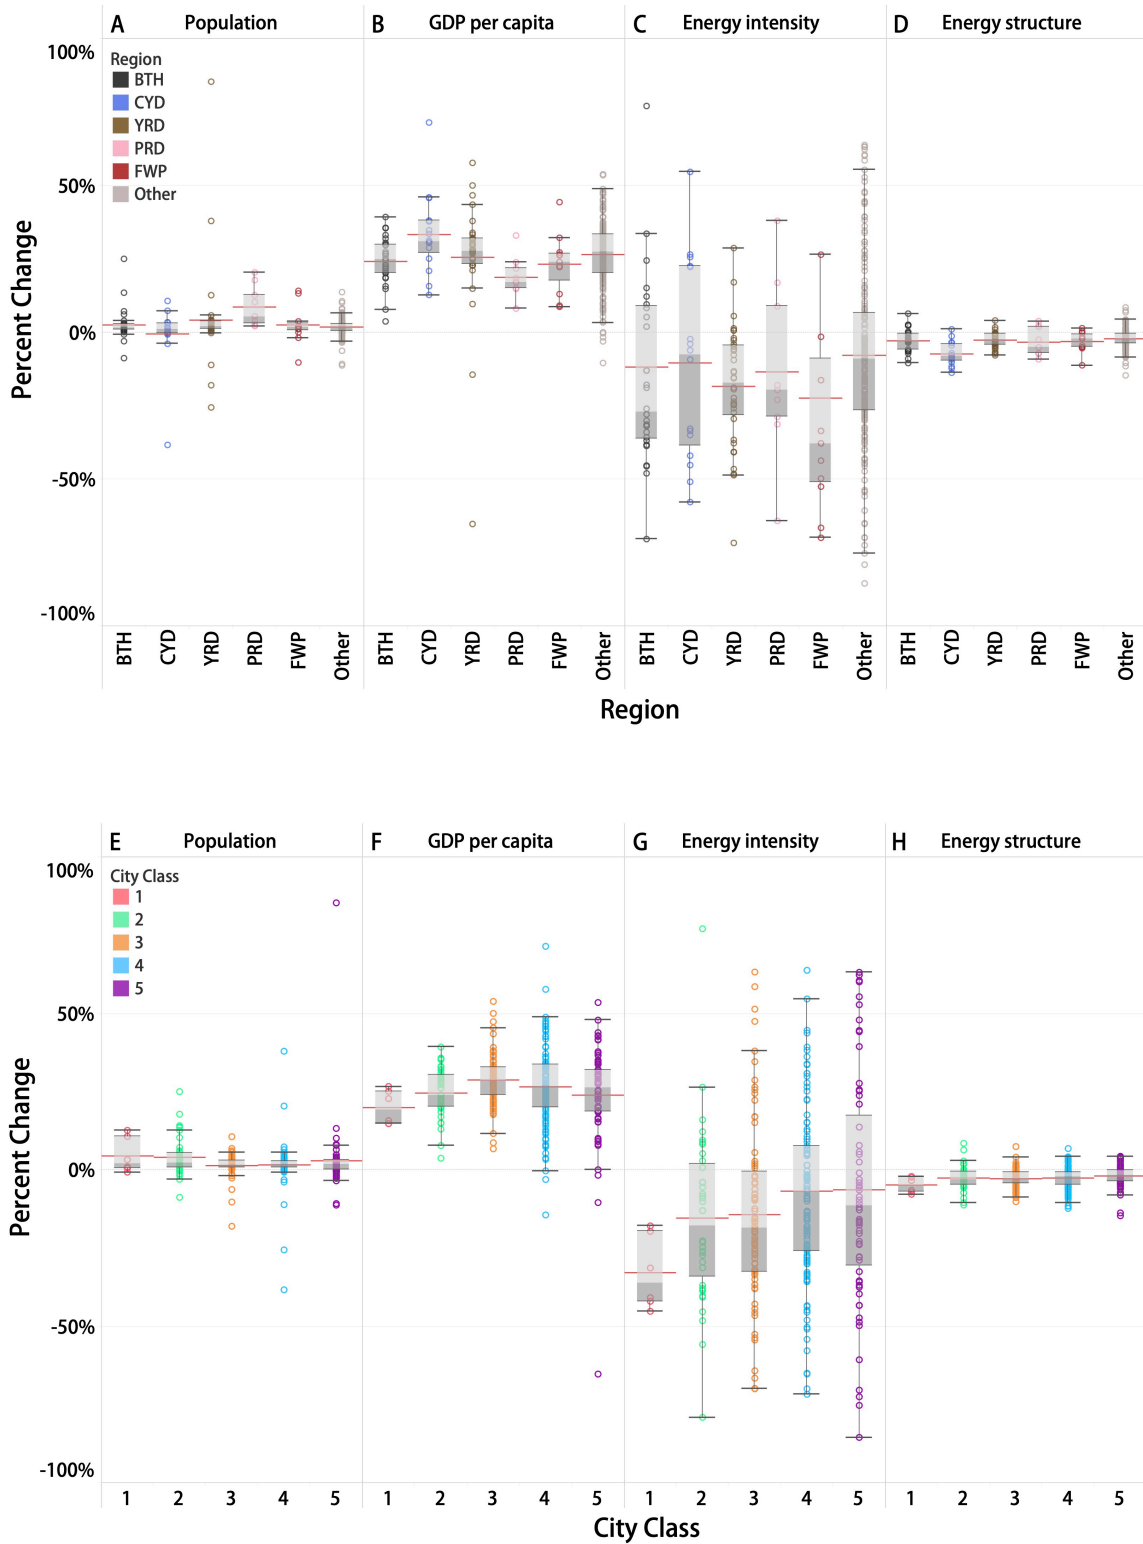 A Population B GDP per capita C Energy intensity D Energy structure
100%
Region
BTH
CYD
YRD
PRD
FWP
Other
50%
0%
-50%
-100%
Percent Change
BTH CYD YRD PRD FWP Other BTH CYD YRD PRD FWP Other BTH CYD YRD PRD FWP Other BTH CYD YRD PRD FWP Other
Region
E Population F GDP per capita G Energy intensity H Energy structure
100%
City Class
1
2
3
4
5
50%
0%
-50%
-100%
Percent Change
1 2 3 4 5 1 2 3 4 5 1 2 3 4 5 1 2 3 4 5
City Class